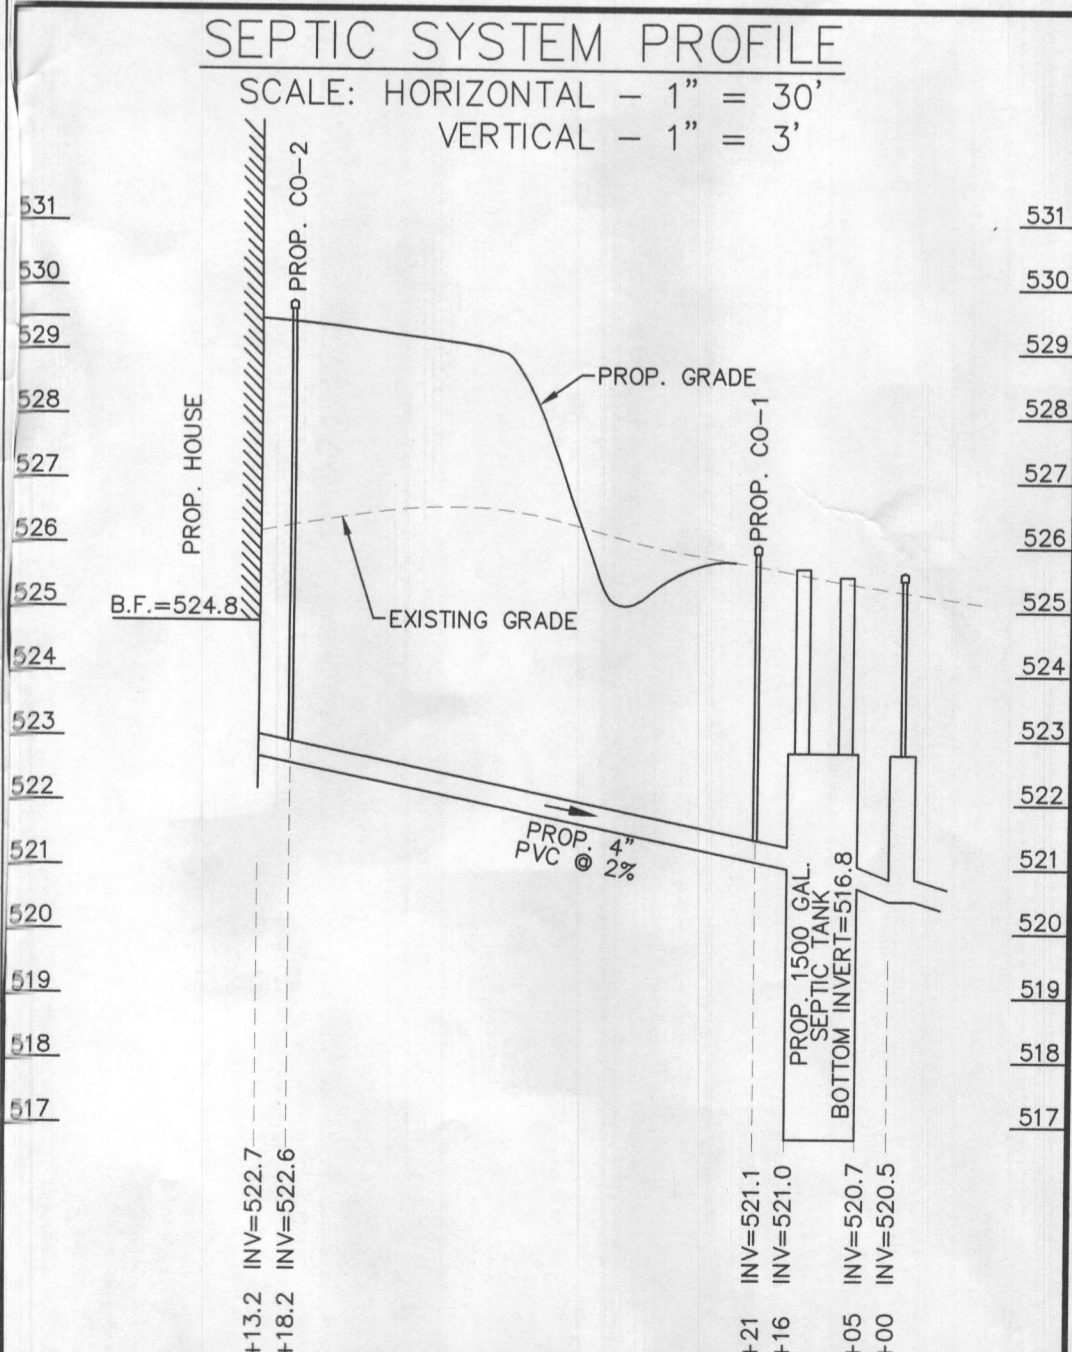 SEPTIC SYSTEM PROFILE
SCALE: HORIZONTAL - 1" = 30'
VERTICAL - 1" = 3'
PROP. CO-2
531
530
529
528
527
526
525
524
523
522
521
520
519
518
517
531
530
529
528
527
526
525
524
523
522
521
520
519
518
517
PROP. HOUSE
PROP. GRADE
PROP. CO-1
B.F.=524.8
EXISTING GRADE
PROP. 4"
PVC @ 2%
PROP. 1500 GAL.
SEPTIC TANK
BOTTOM INVERT=516.8
+13.2 INV=522.7
+18.2 INV=522.6
+21 INV=521.1
+16 INV=521.0
+05 INV=520.7
+00 INV=520.5